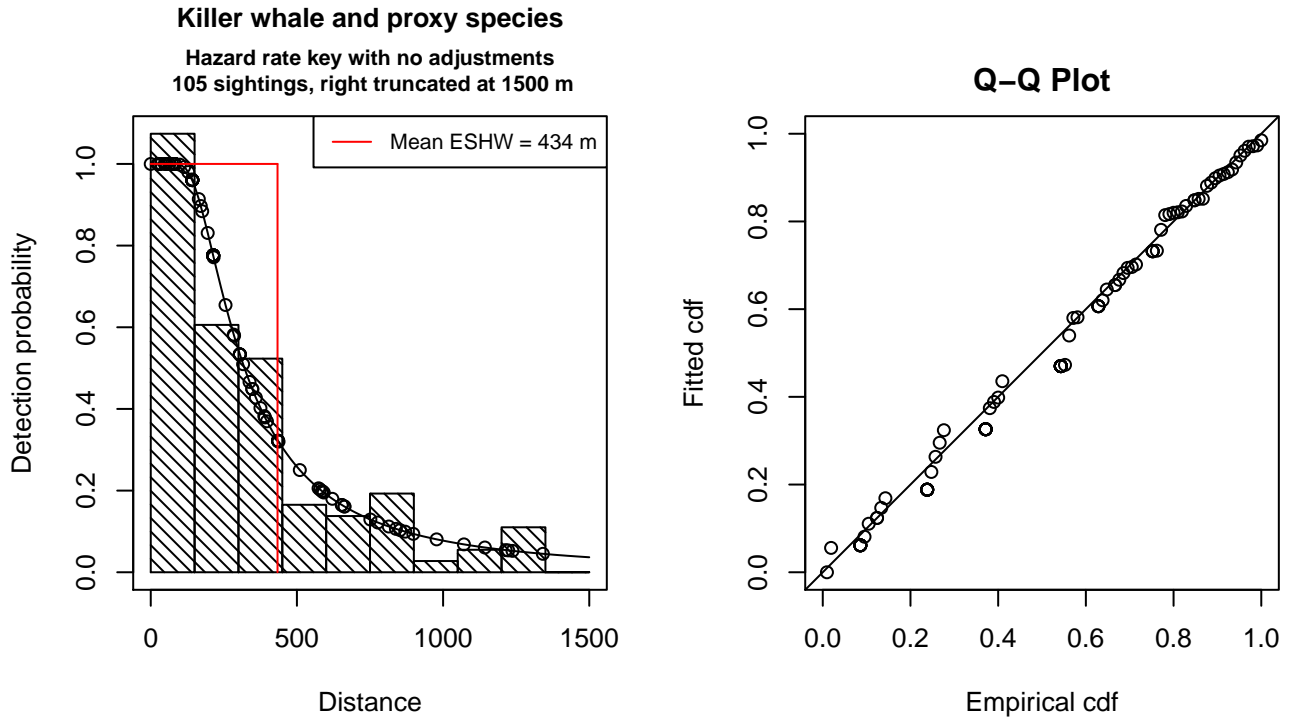 Killer whale and proxy species
Hazard rate key with no adjustments
105 sightings, right truncated at 1500 m
Mean ESHW = 434 m
Detection probability
1.0
0.8
0.6
0.4
0.2
0.0
0 500 1000 1500
Distance
Q−Q Plot
Fitted cdf
1.0
0.8
0.6
0.4
0.2
0.0
0.0 0.2 0.4 0.6 0.8 1.0
Empirical cdf